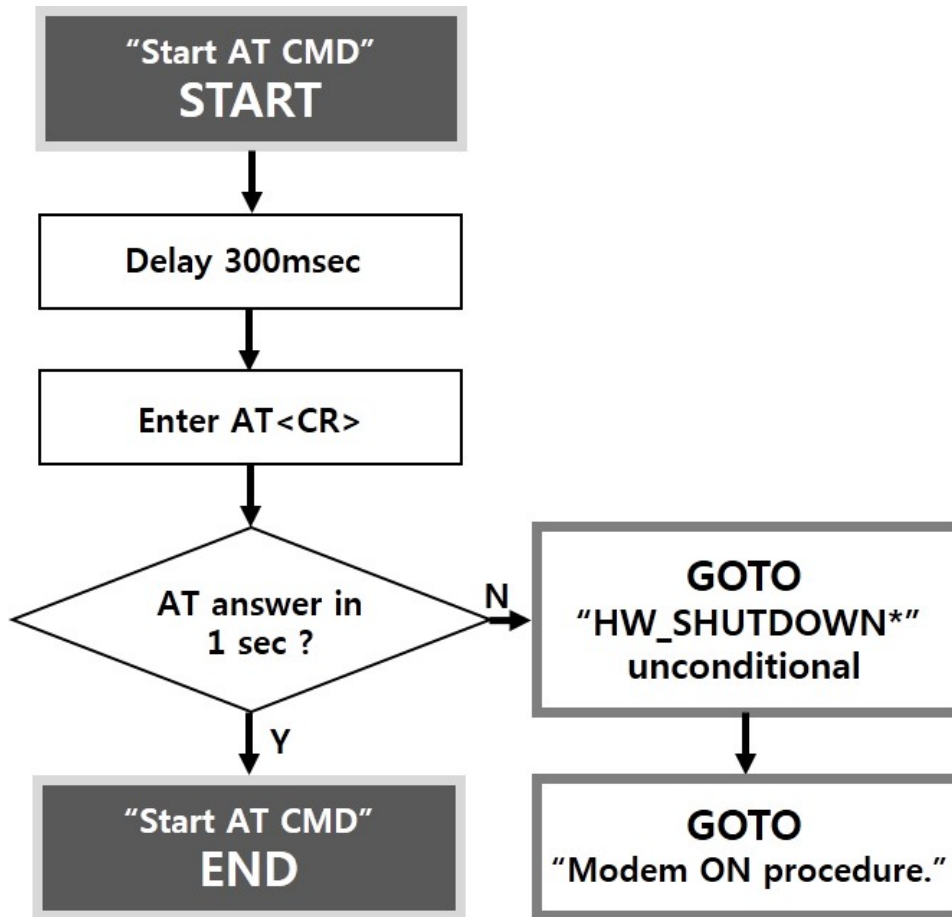 “Start AT CMD”
START
Delay 300msec
Enter AT<CR>
AT answer in
1 sec ?
N
GOTO
“HW_SHUTDOWN*”
unconditional
Y
“Start AT CMD”
END
GOTO
“Modem ON procedure.”